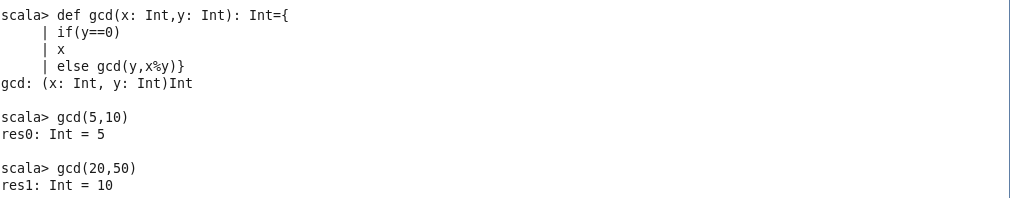 scala> def gcd(x: Int,y: Int): Int={
     | if(y==0)
     | x
     | else gcd(y,x%y)}
gcd: (x: Int, y: Int)Int

scala> gcd(5,10)
res0: Int = 5

scala> gcd(20,50)
res1: Int = 10